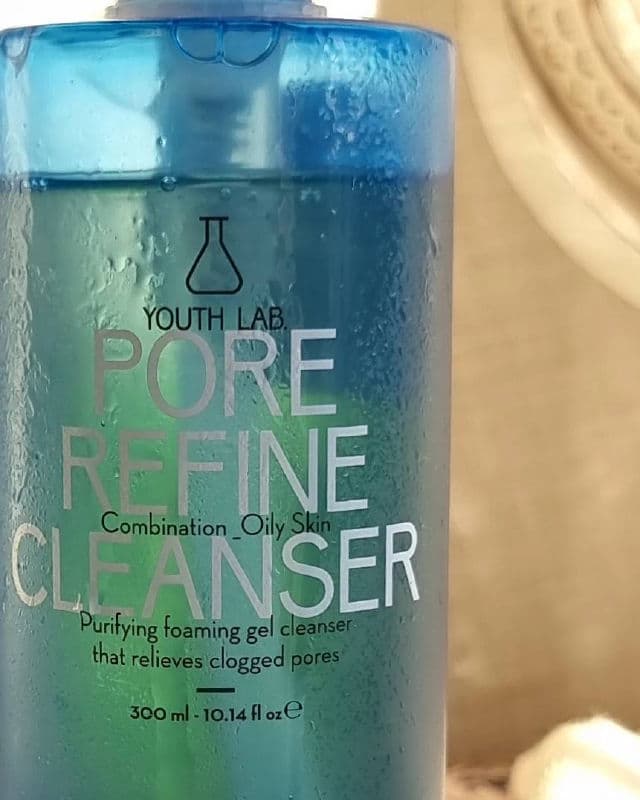 YOUTH LAB.
PORE
REFINE
Combination_Oily Skin
CLEANSER
Purifying foaming gel cleanser
that relieves clogged pores
300 ml - 10.14 fl oz ℮